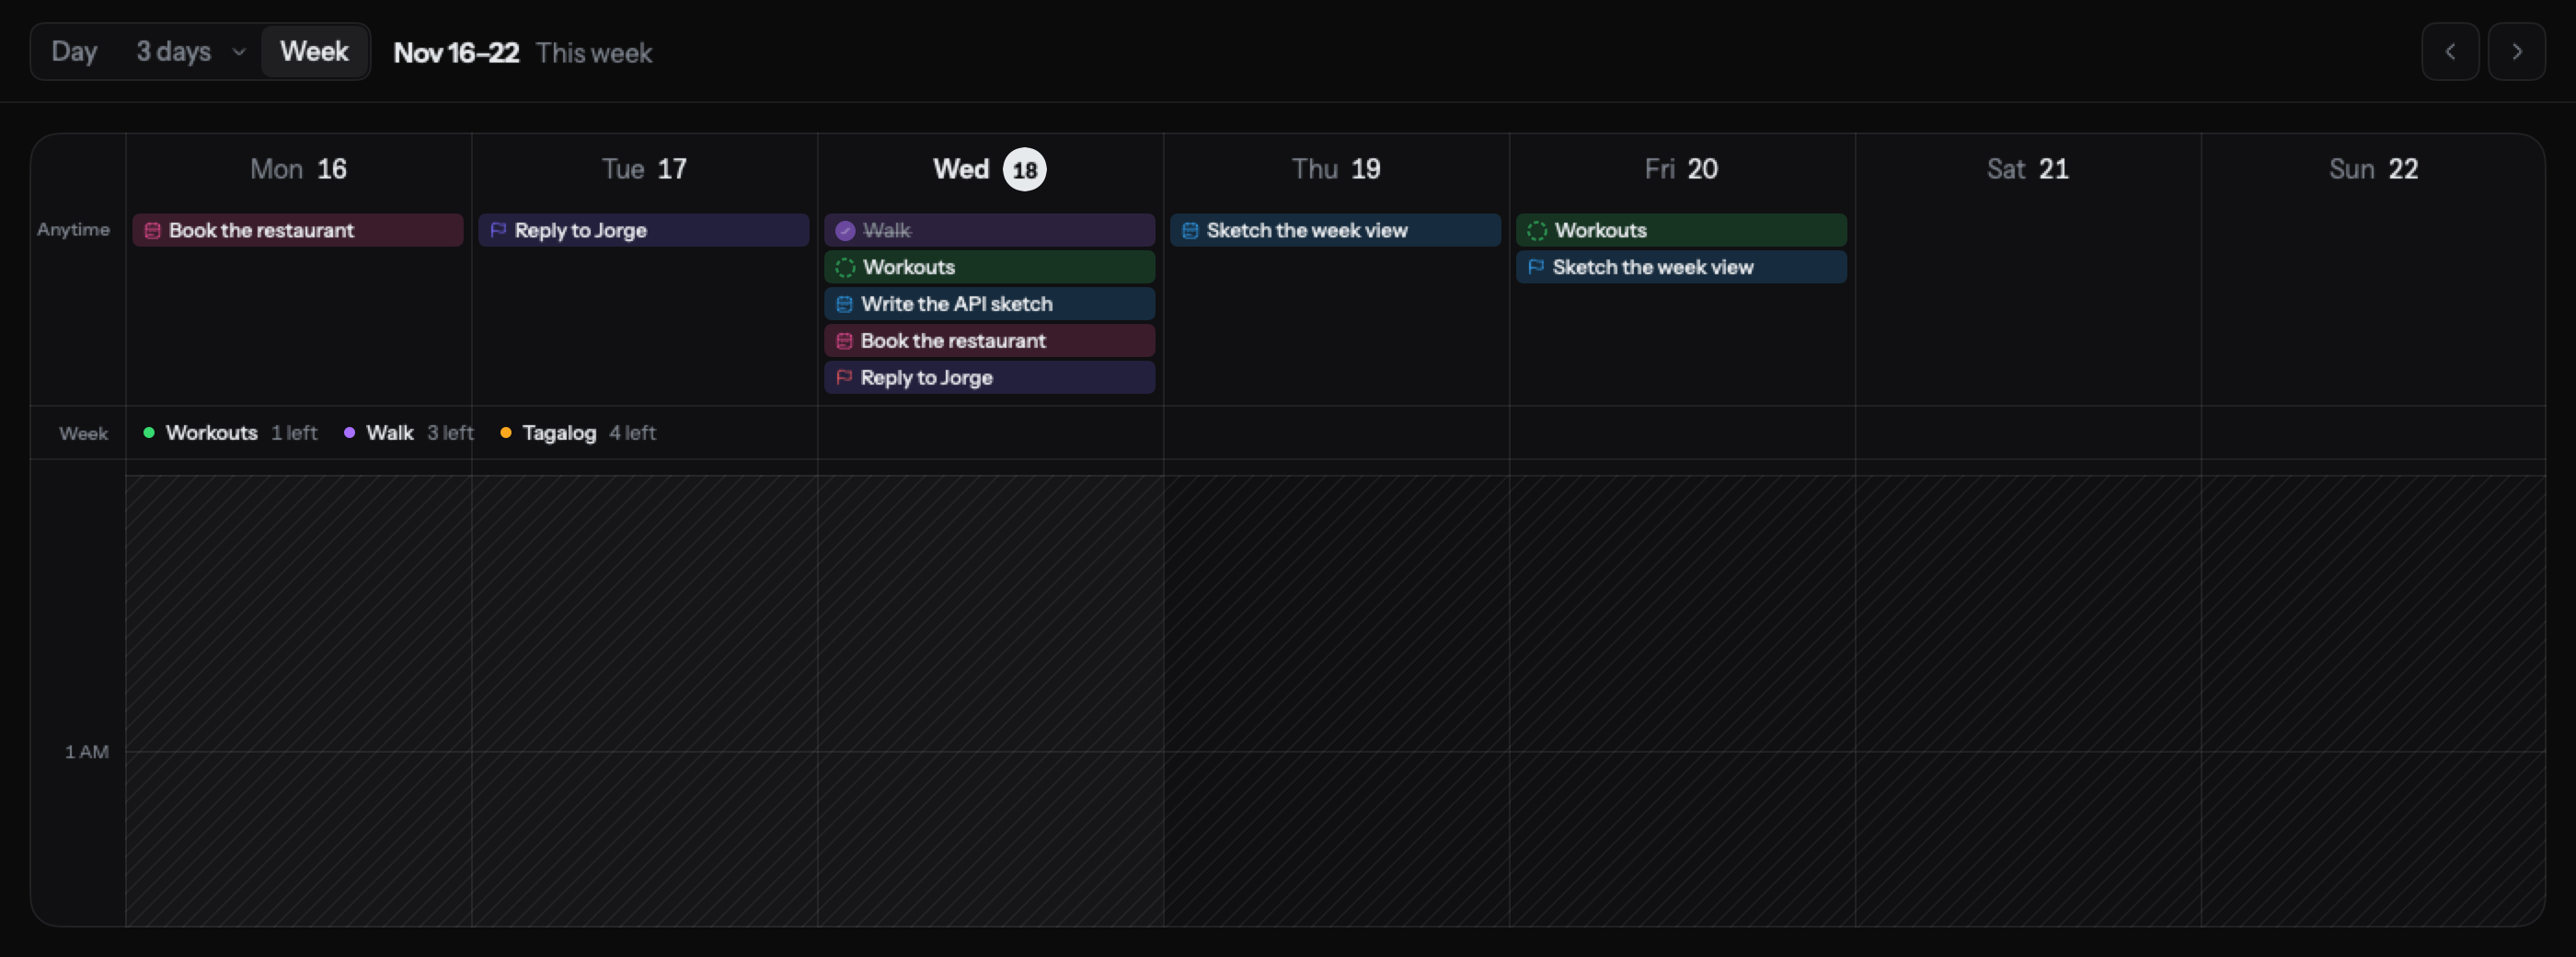 Day 3 days Week Nov 16–22 This week
Mon 16 Tue 17 Wed 18 Thu 19 Fri 20 Sat 21 Sun 22
Anytime Book the restaurant Reply to Jorge Walk Sketch the week view Workouts
Workouts Sketch the week view
Write the API sketch
Book the restaurant
Reply to Jorge
Week Workouts 1 left Walk 3 left Tagalog 4 left
1 AM